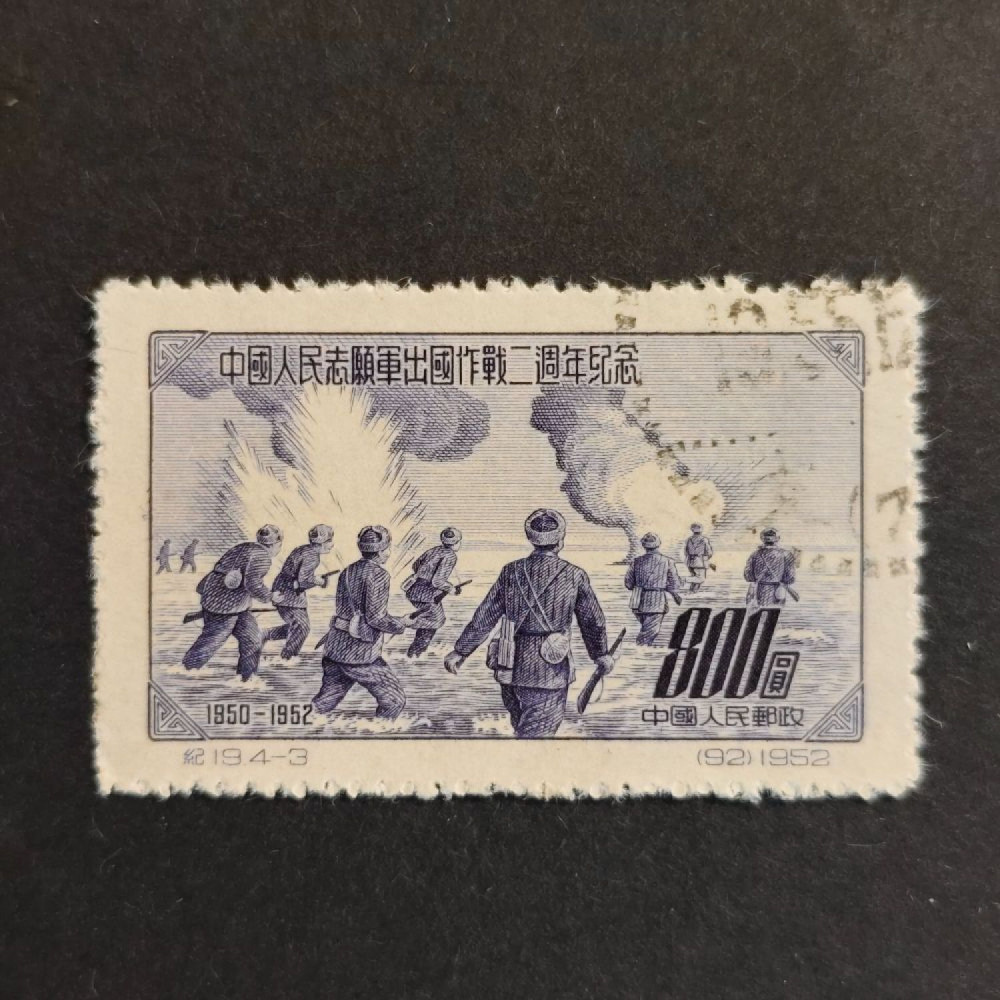 中國人民志願軍出國作戰二週年紀念
1950-1952
800圓
中國人民郵政
紀19.4-3
(92)1952